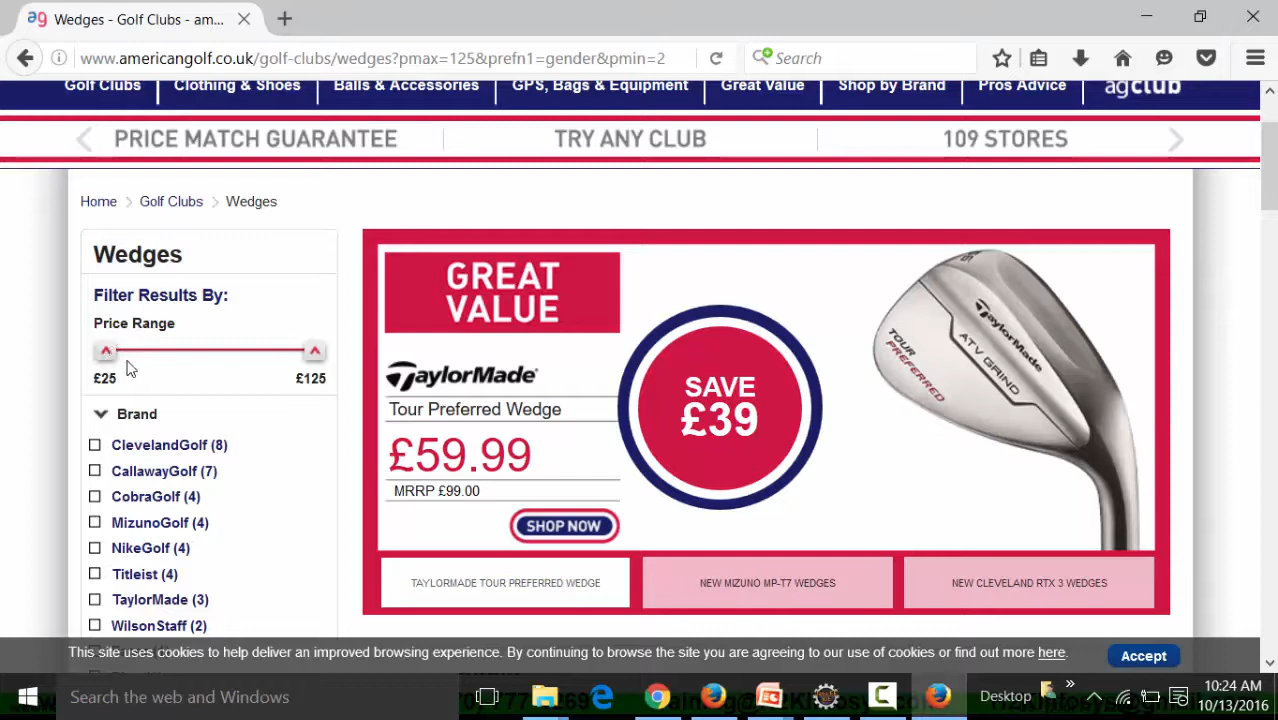 Wedges - Golf Clubs - am...
www.americangolf.co.uk/golf-clubs/wedges?pmax=125&prefn1=gender&pmin=2
Search
Golf Clubs
Clothing & Shoes
Balls & Accessories
GPS, Bags & Equipment
Great Value
Shop by Brand
Pros Advice
agclub
PRICE MATCH GUARANTEE
TRY ANY CLUB
109 STORES
Home > Golf Clubs > Wedges
Wedges
Filter Results By:
Price Range
£25 £125
Brand
ClevelandGolf (8)
CallawayGolf (7)
CobraGolf (4)
MizunoGolf (4)
NikeGolf (4)
Titleist (4)
TaylorMade (3)
WilsonStaff (2)
GREAT
VALUE
TaylorMade
Tour Preferred Wedge
£59.99
MRRP £99.00
SHOP NOW
SAVE
£39
TaylorMade
ATV GRIND
TOUR
PREFERRED
TAYLORMADE TOUR PREFERRED WEDGE
NEW MIZUNO MP-T7 WEDGES
NEW CLEVELAND RTX 3 WEDGES
This site uses cookies to help deliver an improved browsing experience. By continuing to browse the site you are agreeing to our use of cookies or find out more here.
Accept
Search the web and Windows
Desktop
10:24 AM
10/13/2016